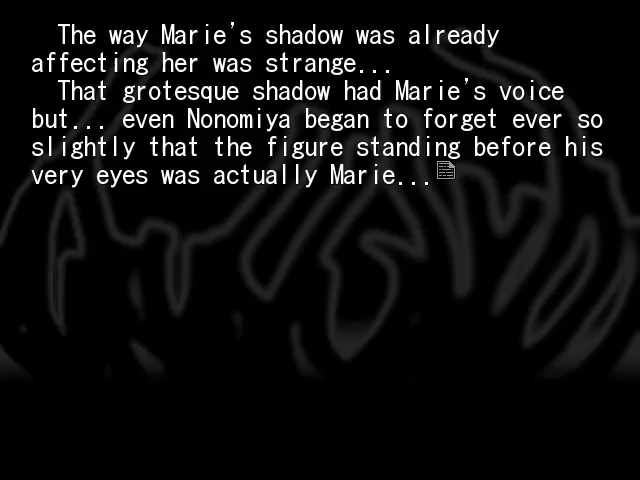 The way Marie's shadow was already
affecting her was strange...
That grotesque shadow had Marie's voice
but... even Nonomiya began to forget ever so
slightly that the figure standing before his
very eyes was actually Marie...